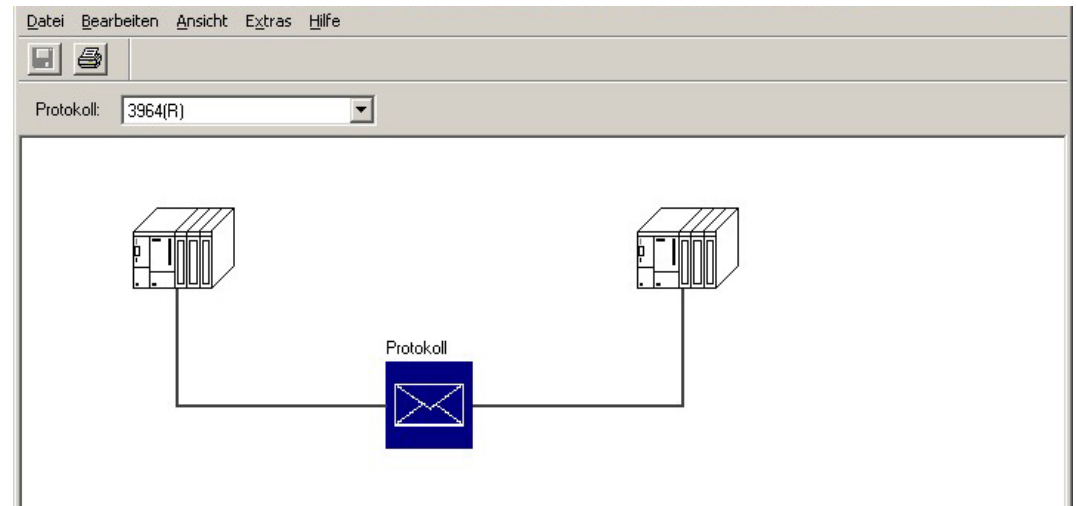 Datei Bearbeiten Ansicht Extras Hilfe
Protokoll: 3964(R)
Protokoll